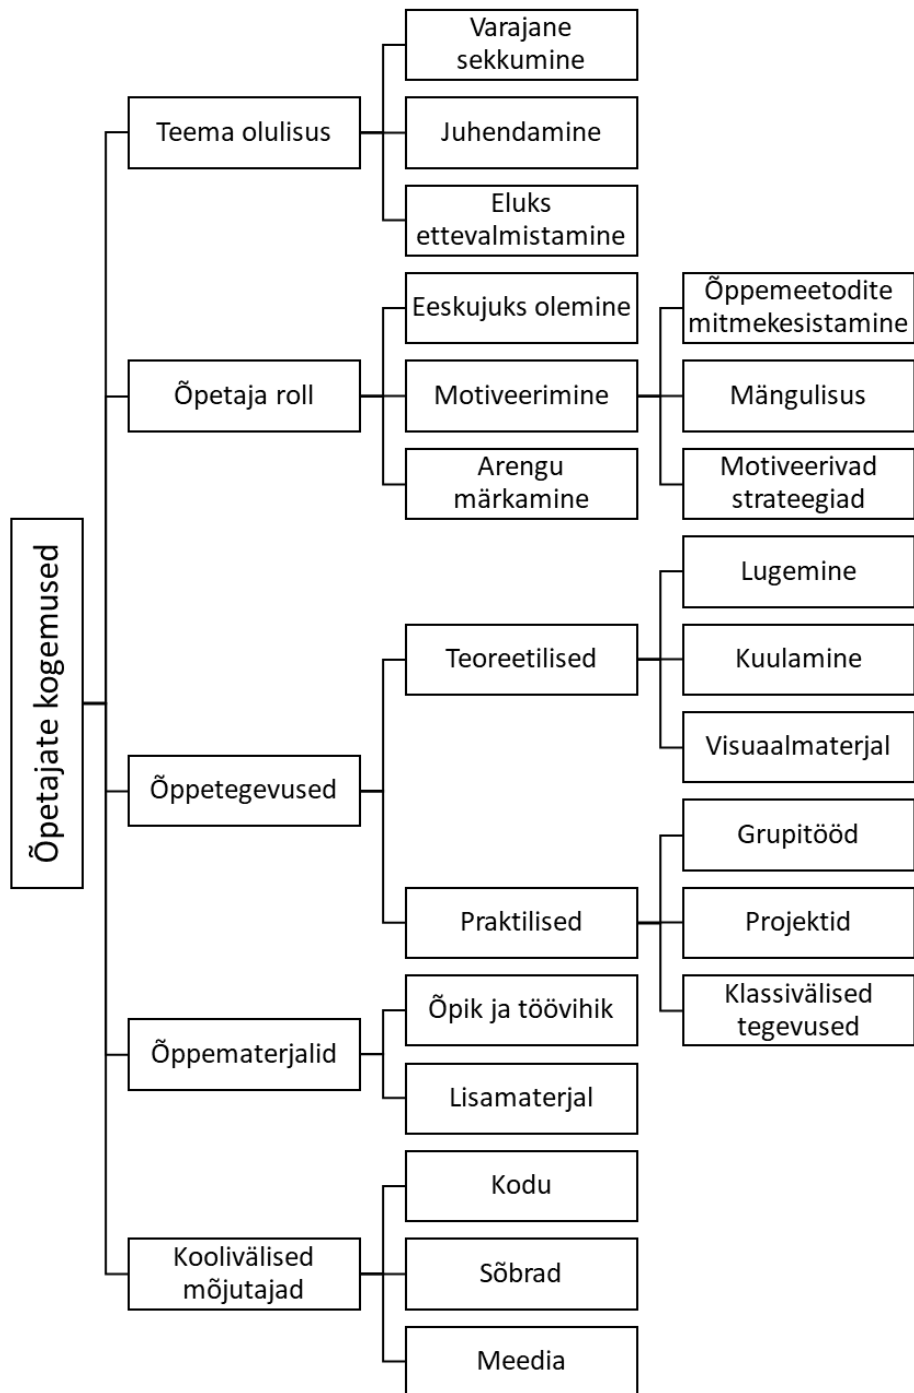 Õpetajate kogemused
Teema olulisus
Varajane
sekkumine
Juhendamine
Eluks
ettevalmistamine
Õpetaja roll
Eeskujuks olemine
Motiveerimine
Õppemeetodite
mitmekesistamine
Mängulisus
Motiveerivad
strateegiad
Arengu
märkamine
Õppetegevused
Teoreetilised
Lugemine
Kuulamine
Visuaalmaterjal
Praktilised
Grupitööd
Projektid
Klassivälised
tegevused
Õppematerjalid
Õpik ja töövihik
Lisamaterjal
Koolivälised
mõjutajad
Kodu
Sõbrad
Meedia